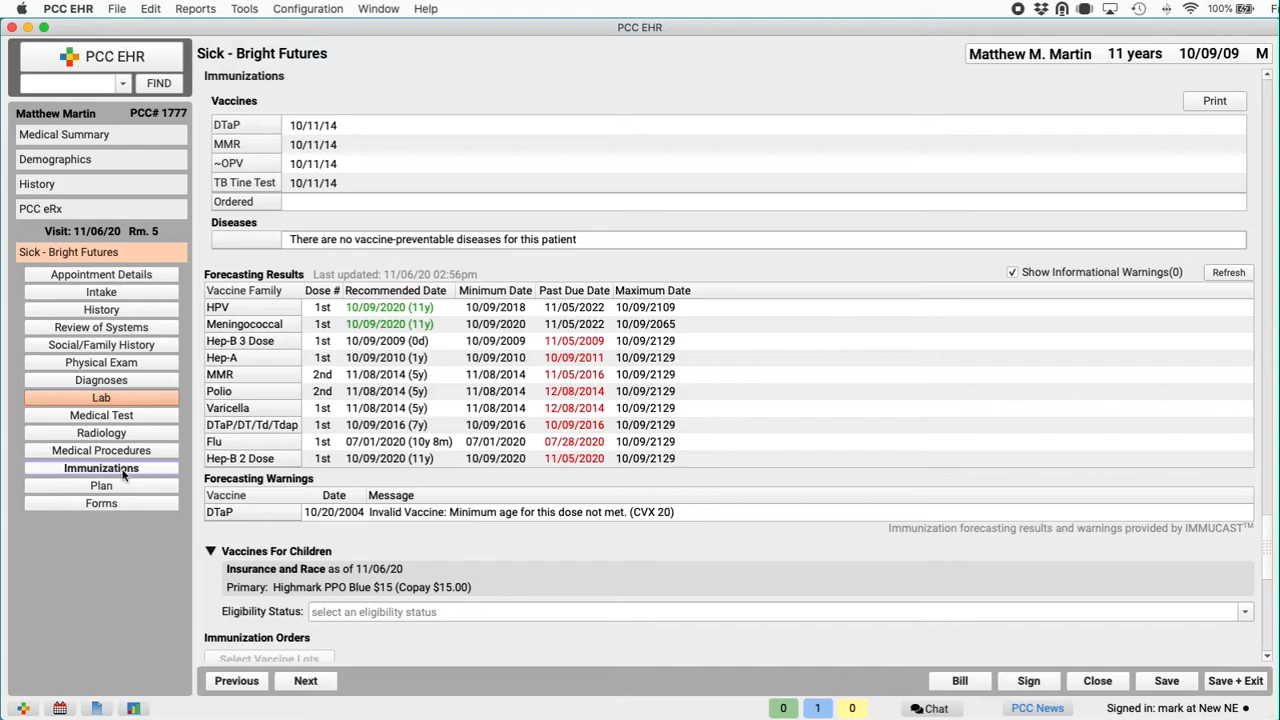 PCC EHR File Edit Reports Tools Configuration Window Help 100%
PCC EHR
PCC EHR
FIND
Sick - Bright Futures
Matthew M. Martin 11 years 10/09/09 M
Matthew Martin PCC# 1777
Medical Summary
Demographics
History
PCC eRx
Visit: 11/06/20 Rm. 5
Sick - Bright Futures
Appointment Details
Intake
History
Review of Systems
Social/Family History
Physical Exam
Diagnoses
Lab
Medical Test
Radiology
Medical Procedures
Immunizations
Plan
Forms
Immunizations
Vaccines Print
DTaP 10/11/14
MMR 10/11/14
~OPV 10/11/14
TB Tine Test 10/11/14
Ordered
Diseases
There are no vaccine-preventable diseases for this patient
Forecasting Results Last updated: 11/06/20 02:56pm Show Informational Warnings(0) Refresh
Vaccine Family Dose # Recommended Date Minimum Date Past Due Date Maximum Date
HPV 1st 10/09/2020 (11y) 10/09/2018 11/05/2022 10/09/2109
Meningococcal 1st 10/09/2020 (11y) 10/09/2020 11/05/2022 10/09/2065
Hep-B 3 Dose 1st 10/09/2009 (0d) 10/09/2009 11/05/2009 10/09/2129
Hep-A 1st 10/09/2010 (1y) 10/09/2010 10/09/2011 10/09/2129
MMR 2nd 11/08/2014 (5y) 11/08/2014 11/05/2016 10/09/2129
Polio 2nd 11/08/2014 (5y) 11/08/2014 12/08/2014 10/09/2129
Varicella 1st 11/08/2014 (5y) 11/08/2014 12/08/2014 10/09/2129
DTaP/DT/Td/Tdap 1st 10/09/2016 (7y) 10/09/2016 10/09/2016 10/09/2129
Flu 1st 07/01/2020 (10y 8m) 07/01/2020 07/28/2020 10/09/2129
Hep-B 2 Dose 1st 10/09/2020 (11y) 10/09/2020 11/05/2020 10/09/2129
Forecasting Warnings
Vaccine Date Message
DTaP 10/20/2004 Invalid Vaccine: Minimum age for this dose not met. (CVX 20)
Immunization forecasting results and warnings provided by IMMUCAST™
Vaccines For Children
Insurance and Race as of 11/06/20
Primary: Highmark PPO Blue $15 (Copay $15.00)
Eligibility Status: select an eligibility status
Immunization Orders
Select Vaccine Lots
Previous Next Bill Sign Close Save Save + Exit
0 1 0 Chat PCC News Signed in: mark at New NE